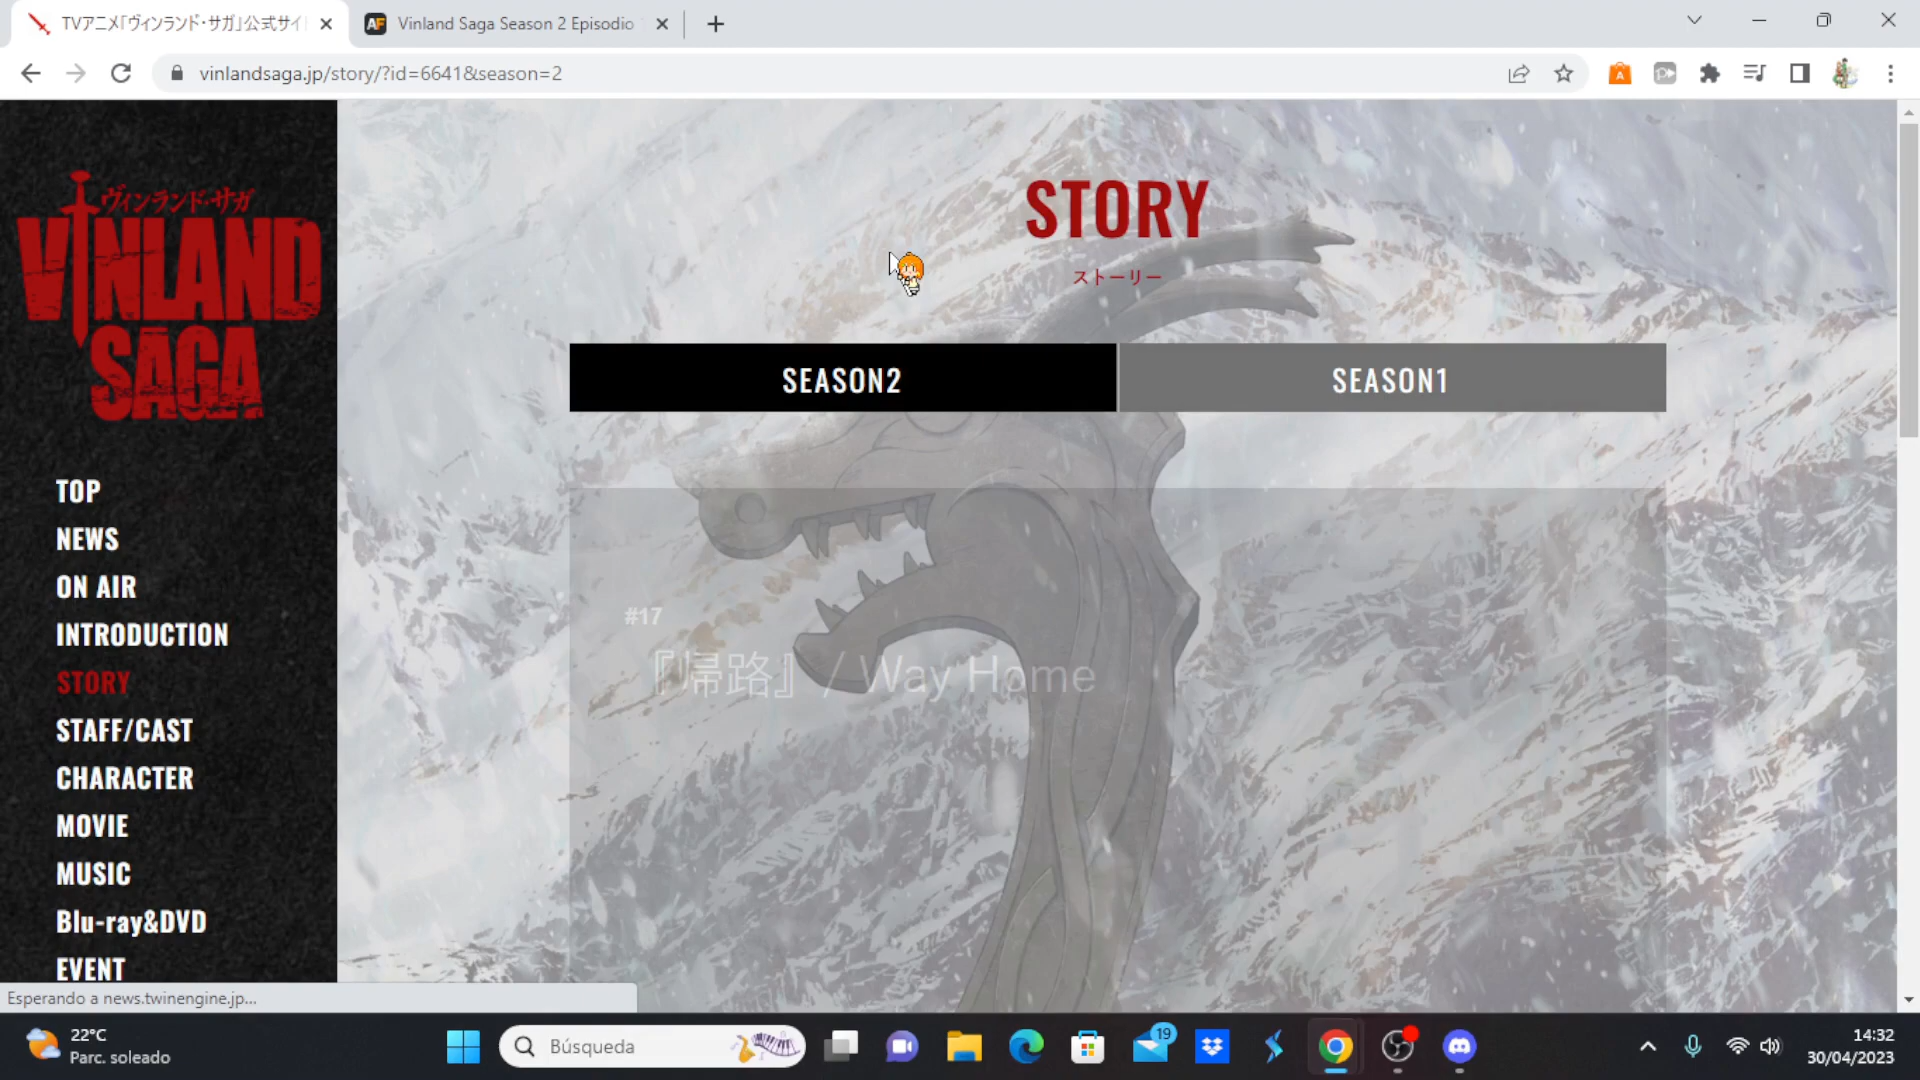 TVアニメ「ヴィンランド・サガ」公式サイ
Vinland Saga Season 2 Episodio
vinlandsaga.jp/story/?id=6641&season=2
ヴィンランド・サガ
VINLAND
SAGA
TOP
NEWS
ON AIR
INTRODUCTION
STORY
STAFF/CAST
CHARACTER
MOVIE
MUSIC
Blu-ray&DVD
EVENT
STORY
ストーリー
SEASON2
SEASON1
#17
『帰路』 / Way Home
Esperando a news.twinengine.jp...
22°C
Parc. soleado
Búsqueda
19
14:32
30/04/2023